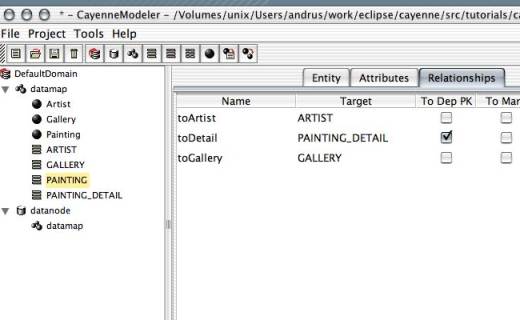 * - CayenneModeler - /Volumes/unix/Users/andrus/work/eclipse/cayenne/src/tutorials/
File Project Tools Help
DefaultDomain
datamap
Artist
Gallery
Painting
ARTIST
GALLERY
PAINTING
PAINTING_DETAIL
datanode
datamap
Entity Attributes Relationships
Name Target To Dep PK To
toArtist ARTIST
toDetail PAINTING_DETAIL
toGallery GALLERY